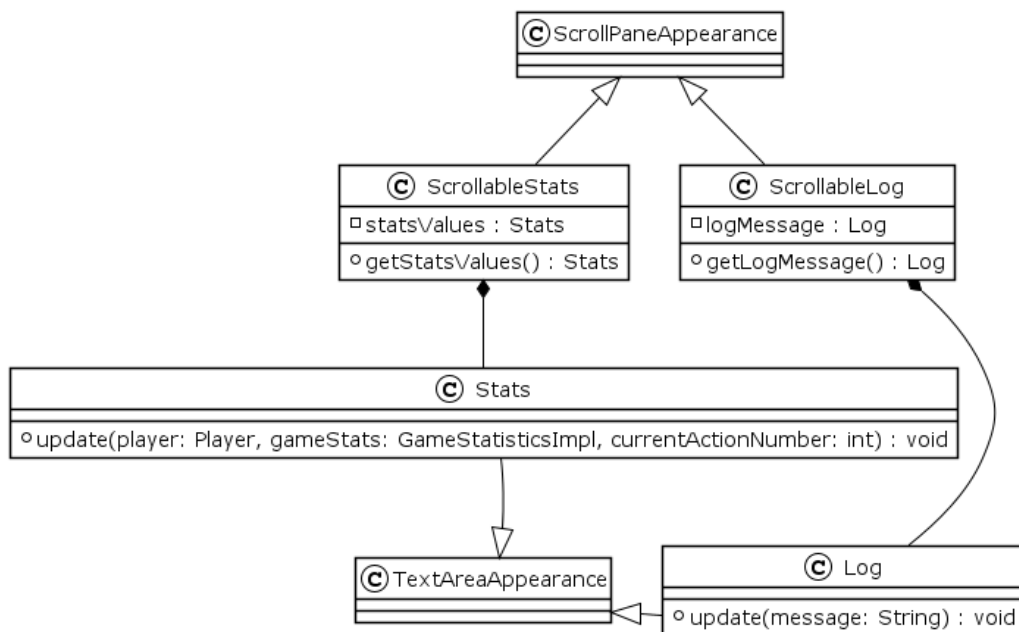 C ScrollPaneAppearance
C ScrollableStats
statsValues : Stats
getStatsValues() : Stats
C ScrollableLog
logMessage : Log
getLogMessage() : Log
C Stats
update(player: Player, gameStats: GameStatisticsImpl, currentActionNumber: int) : void
C TextAreaAppearance
C Log
update(message: String) : void